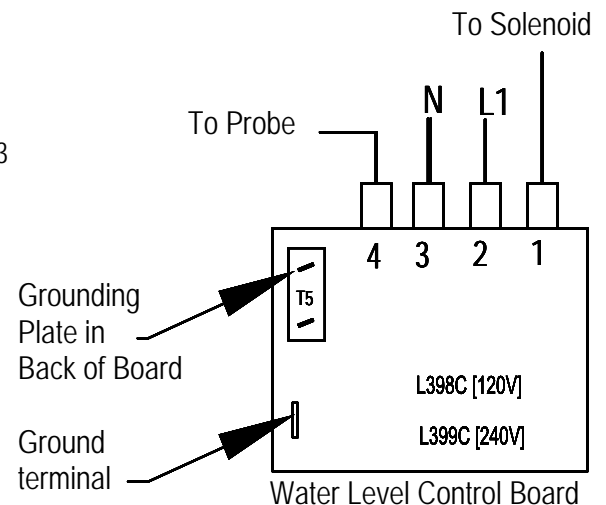 To Solenoid
N L1
To Probe
3
4 3 2 1
Grounding
Plate in
Back of Board
T5
L398C [120V]
L399C [240V]
Ground
terminal
Water Level Control Board